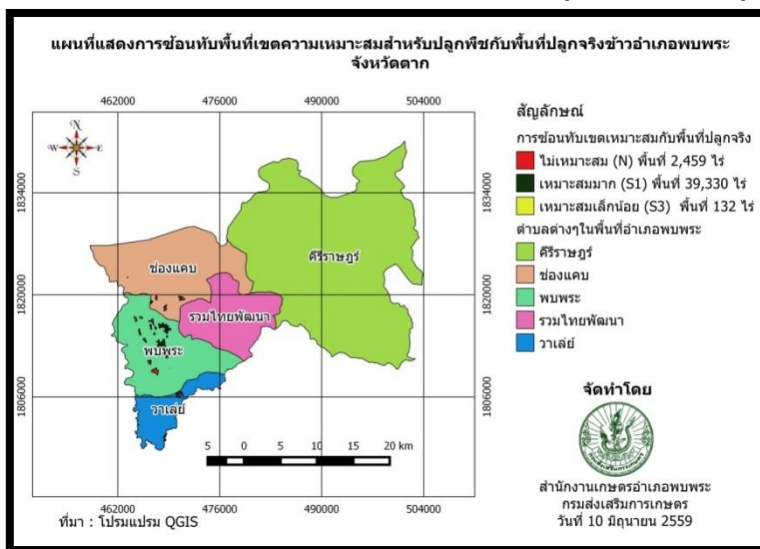 แผนที่แสดงการซ้อนทับพื้นที่เขตความเหมาะสมสำหรับปลูกพืชกับพื้นที่ปลูกจริงข้าวอำเภอพบพระ
จังหวัดตาก
462000 476000 490000 504000
N
W E
S
1834000 1834000
1820000 1820000
1806000 1806000
คีรีราษฎร์
ช่องแคบ
รวมไทยพัฒนา
พบพระ
วาเล่ย์
5 0 5 10 15 20 km
462000 476000 490000 504000
ที่มา : โปรมแปรม QGIS
สัญลักษณ์
การซ้อนทับเขตเหมาะสมกับพื้นที่ปลูกจริง
ไม่เหมาะสม (N) พื้นที่ 2,459 ไร่
เหมาะสมมาก (S1) พื้นที่ 39,330 ไร่
เหมาะสมเล็กน้อย (S3) พื้นที่ 132 ไร่
ตำบลต่างๆในพื้นที่อำเภอพบพระ
คีรีราษฎร์
ช่องแคบ
พบพระ
รวมไทยพัฒนา
วาเล่ย์
จัดทำโดย
สำนักงานเกษตรอำเภอพบพระ
กรมส่งเสริมการเกษตร
วันที่ 10 มิถุนายน 2559